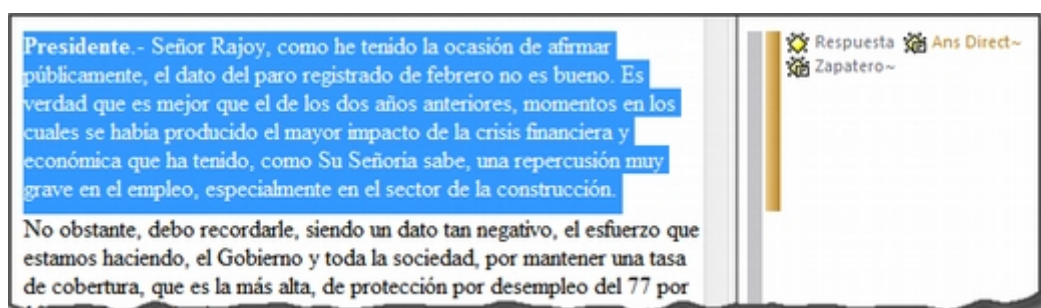 Presidente.- Señor Rajoy, como he tenido la ocasión de afirmar
públicamente, el dato del paro registrado de febrero no es bueno. Es
verdad que es mejor que el de los dos años anteriores, momentos en los
cuales se había producido el mayor impacto de la crisis financiera y
económica que ha tenido, como Su Señoría sabe, una repercusión muy
grave en el empleo, especialmente en el sector de la construcción.
No obstante, debo recordarle, siendo un dato tan negativo, el esfuerzo que
estamos haciendo, el Gobierno y toda la sociedad, por mantener una tasa
de cobertura, que es la más alta, de protección por desempleo del 77 por
Respuesta Ans Direct~
Zapatero~